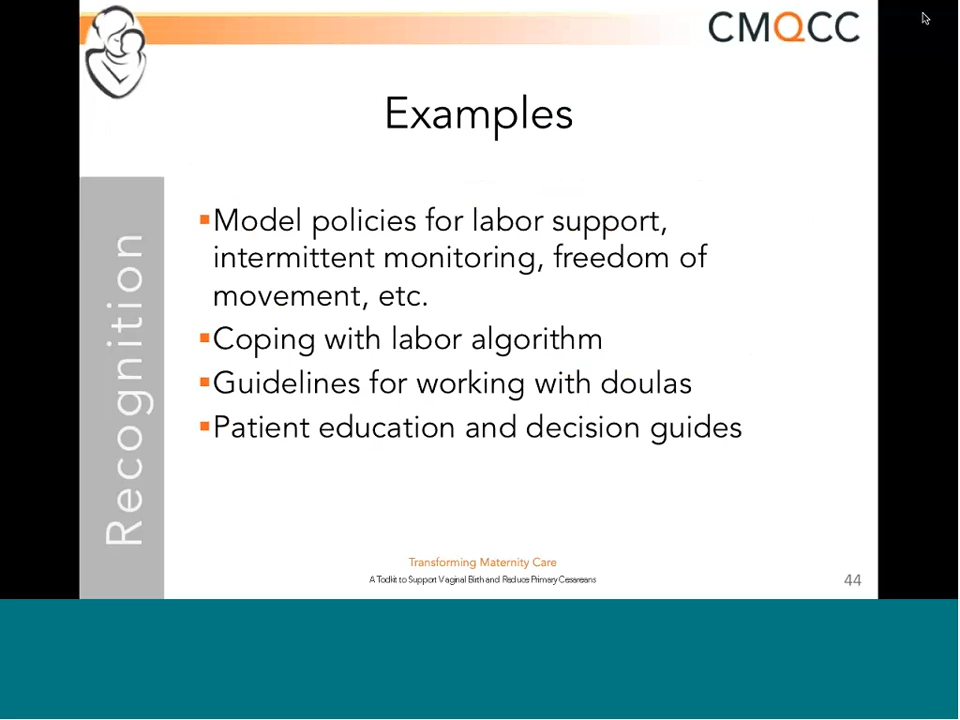 CMQCC
Examples
Recognition
▪Model policies for labor support,
intermittent monitoring, freedom of
movement, etc.
▪Coping with labor algorithm
▪Guidelines for working with doulas
▪Patient education and decision guides
Transforming Maternity Care
A Toolkit to Support Vaginal Birth and Reduce Primary Cesareans
44